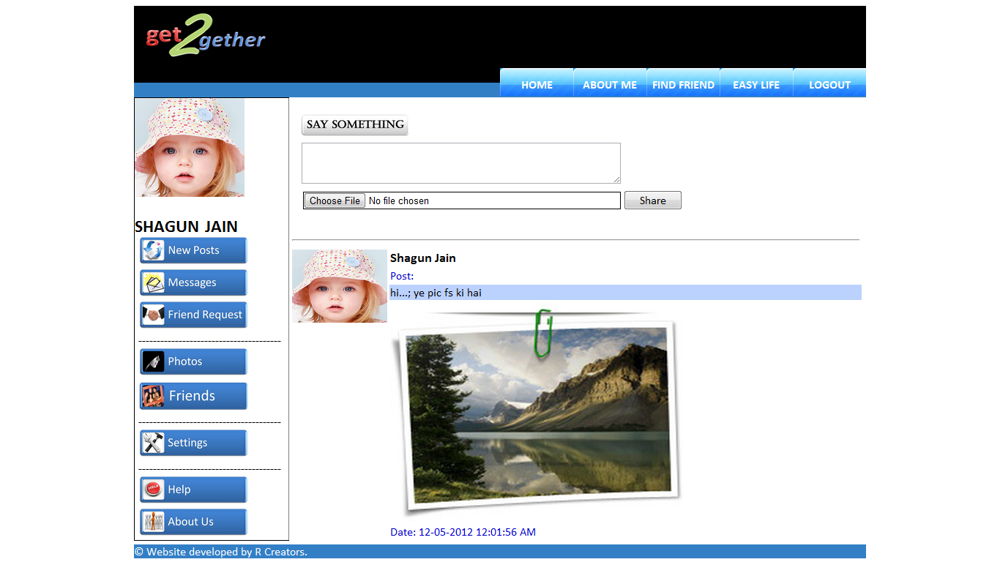 get2gether
HOME ABOUT ME FIND FRIEND EASY LIFE LOGOUT
SAY SOMETHING
Choose File No file chosen Share
SHAGUN JAIN
New Posts
Messages
Friend Request
---------------------------------------
Photos
Friends
---------------------------------------
Settings
---------------------------------------
HELP Help
About Us
Shagun Jain
Post:
hi...; ye pic fs ki hai
Date: 12-05-2012 12:01:56 AM
© Website developed by R Creators.